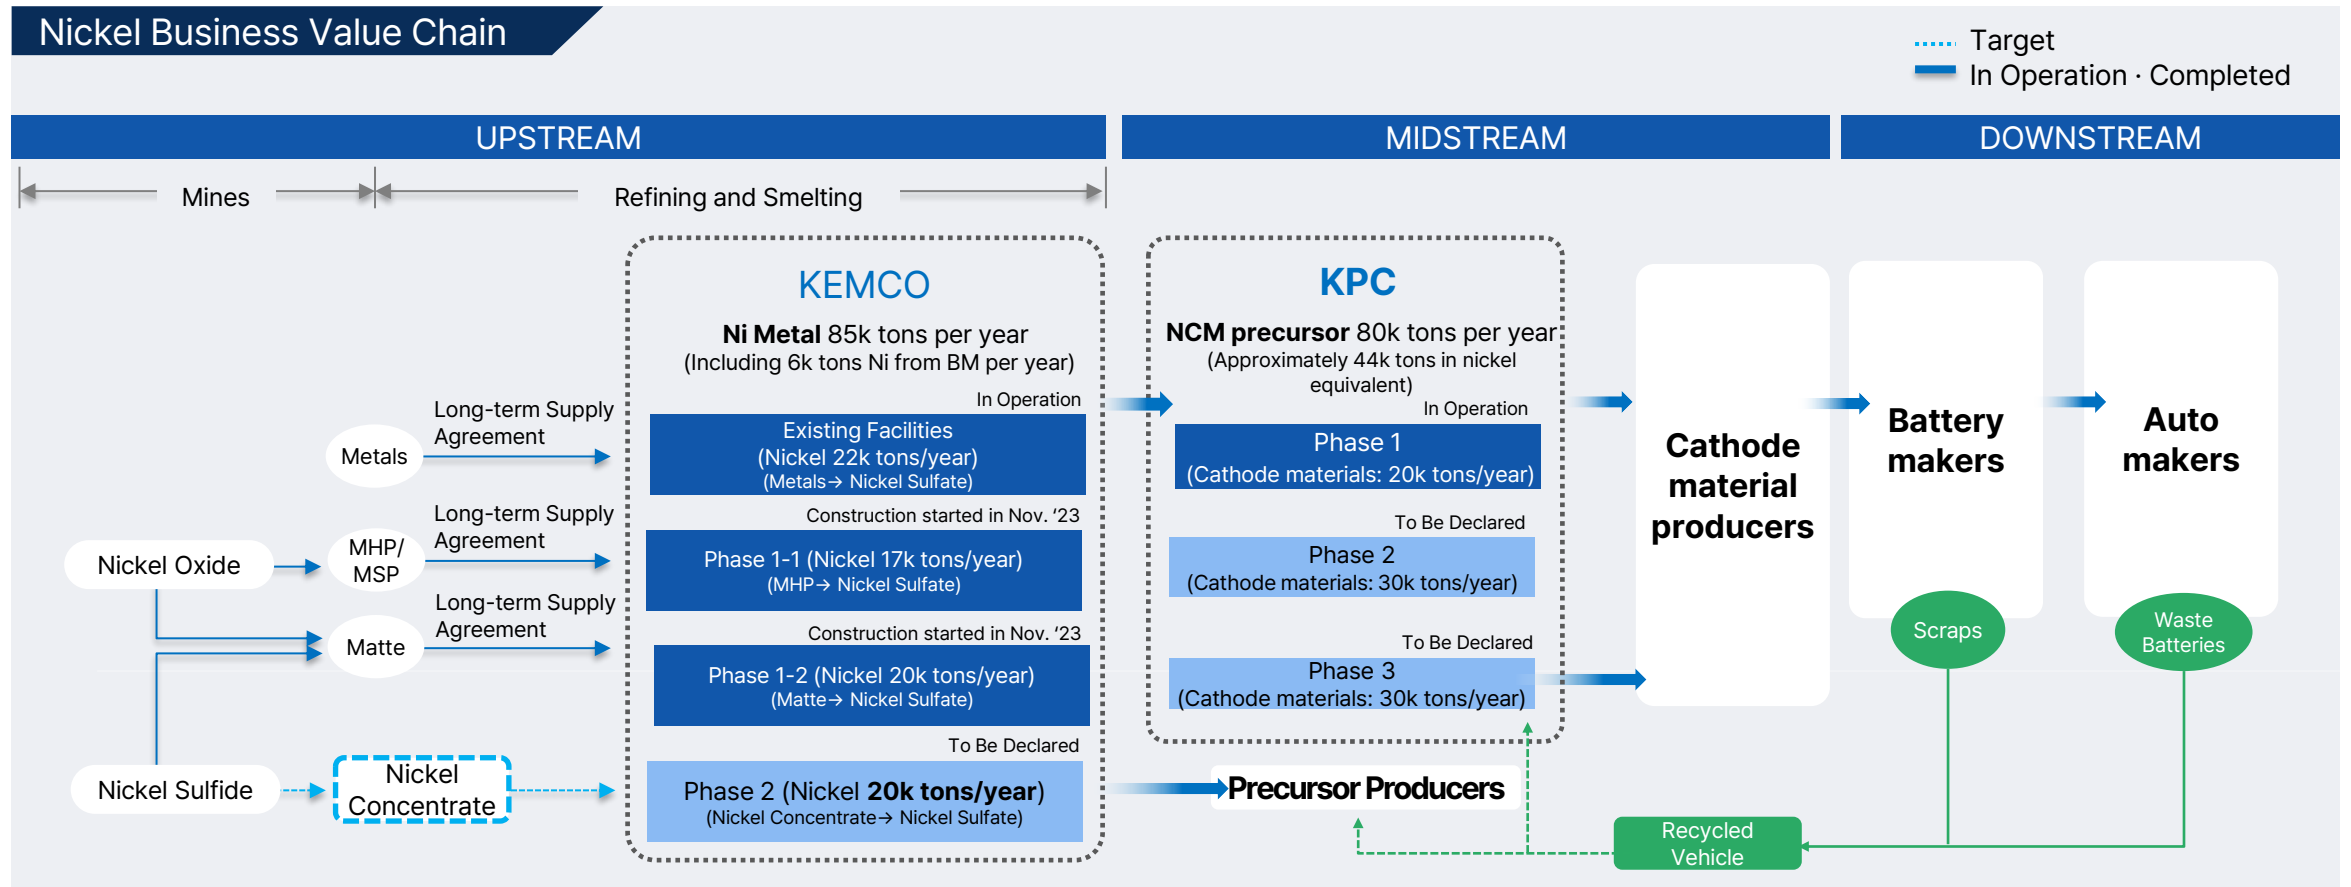 Nickel Business Value Chain
Target
In Operation · Completed
UPSTREAM
MIDSTREAM
DOWNSTREAM
Mines
Refining and Smelting
KEMCO
Ni Metal 85k tons per year
(Including 6k tons Ni from BM per year)
In Operation
Existing Facilities
(Nickel 22k tons/year)
(Metals→ Nickel Sulfate)
Construction started in Nov. ‘23
Phase 1-1 (Nickel 17k tons/year)
(MHP→ Nickel Sulfate)
Construction started in Nov. ‘23
Phase 1-2 (Nickel 20k tons/year)
(Matte→ Nickel Sulfate)
To Be Declared
Phase 2 (Nickel 20k tons/year)
(Nickel Concentrate→ Nickel Sulfate)
Long-term Supply
Agreement
Metals
Long-term Supply
Agreement
Nickel Oxide
MHP/
MSP
Long-term Supply
Agreement
Matte
Nickel Sulfide
Nickel
Concentrate
KPC
NCM precursor 80k tons per year
(Approximately 44k tons in nickel
equivalent)
In Operation
Phase 1
(Cathode materials: 20k tons/year)
To Be Declared
Phase 2
(Cathode materials: 30k tons/year)
To Be Declared
Phase 3
(Cathode materials: 30k tons/year)
Precursor Producers
Cathode
material
producers
Battery
makers
Auto
makers
Scraps
Waste
Batteries
Recycled
Vehicle